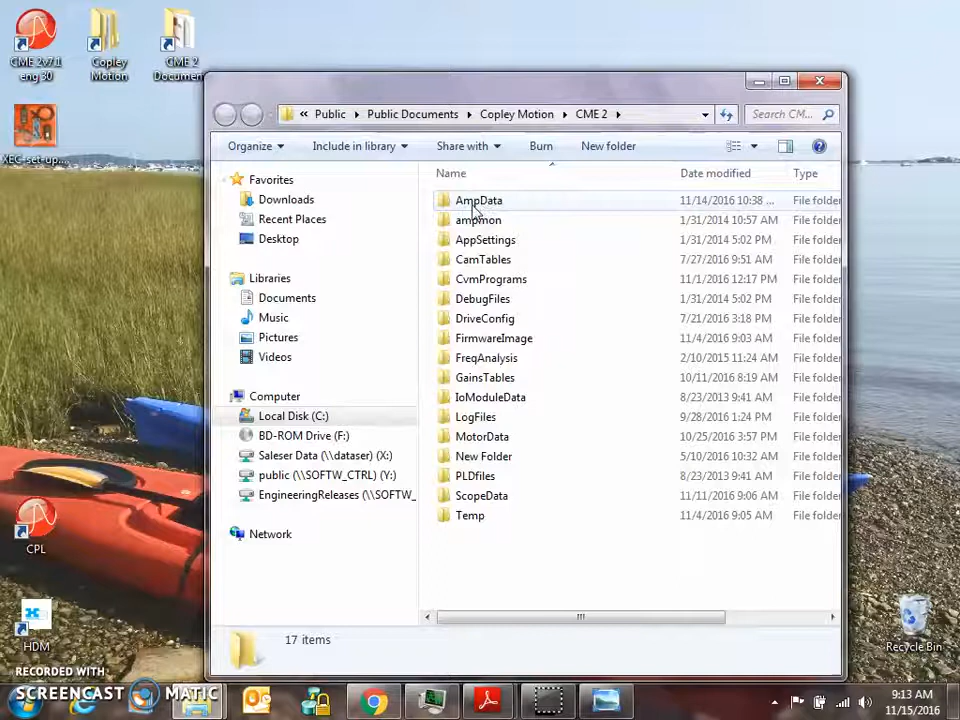 CME 2v7.1
eng 30
Copley
Motion
CME 2
Documen
XEC-set-up....
CPL
HDM
Recycle Bin
« Public ▸ Public Documents ▸ Copley Motion ▸ CME 2 ▸
Search CM...
Organize
Include in library
Share with
Burn
New folder
Favorites
Downloads
Recent Places
Desktop
Libraries
Documents
Music
Pictures
Videos
Computer
Local Disk (C:)
BD-ROM Drive (F:)
Saleser Data (\\dataser) (X:)
public (\\SOFTW_CTRL) (Y:)
EngineeringReleases (\\SOFTW_
Network
Name Date modified Type
AmpData 11/14/2016 10:38 ... File folder
ampmon 1/31/2014 10:57 AM File folder
AppSettings 1/31/2014 5:02 PM File folder
CamTables 7/27/2016 9:51 AM File folder
CvmPrograms 11/1/2016 12:17 PM File folder
DebugFiles 1/31/2014 5:02 PM File folder
DriveConfig 7/21/2016 3:18 PM File folder
FirmwareImage 11/4/2016 9:03 AM File folder
FreqAnalysis 2/10/2015 11:24 AM File folder
GainsTables 10/11/2016 8:19 AM File folder
IoModuleData 8/23/2013 9:41 AM File folder
LogFiles 9/28/2016 1:24 PM File folder
MotorData 10/25/2016 3:57 PM File folder
New Folder 5/10/2016 10:32 AM File folder
PLDfiles 8/23/2013 9:41 AM File folder
ScopeData 11/11/2016 9:06 AM File folder
Temp 11/4/2016 9:05 AM File folder
17 items
RECORDED WITH
SCREENCAST MATIC
9:13 AM
11/15/2016